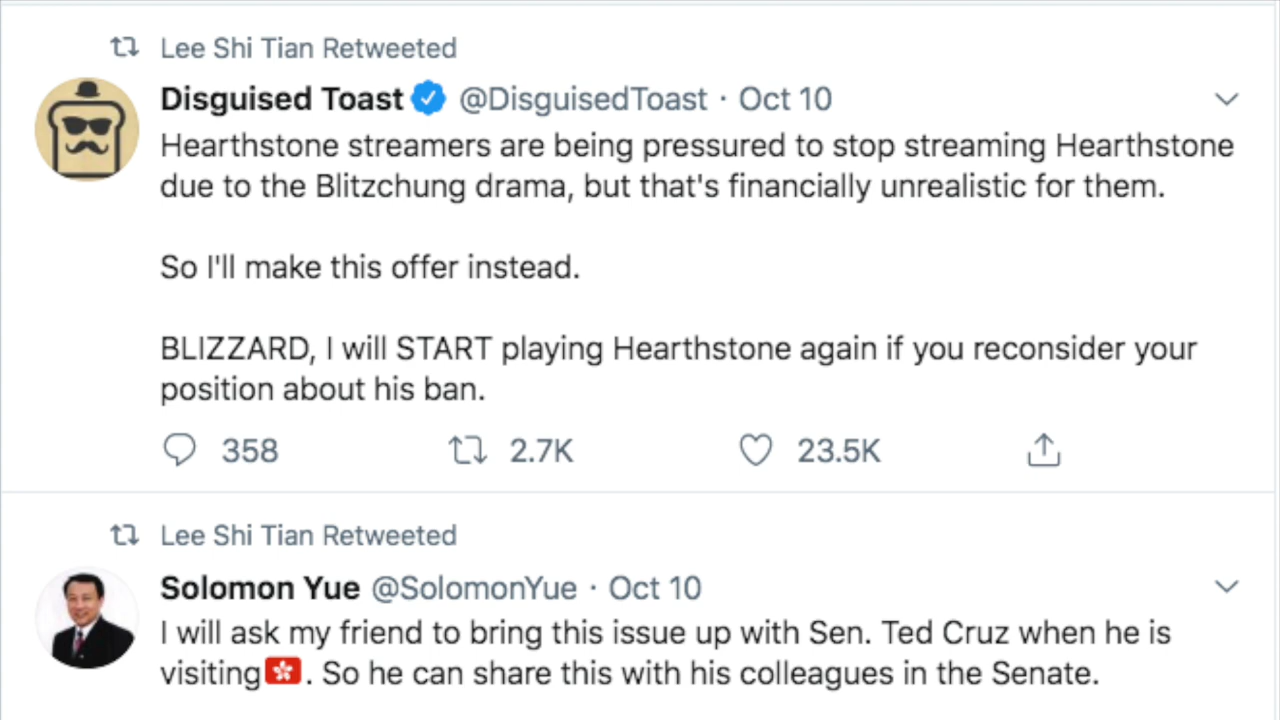 Lee Shi Tian Retweeted
Disguised Toast @DisguisedToast · Oct 10
Hearthstone streamers are being pressured to stop streaming Hearthstone
due to the Blitzchung drama, but that's financially unrealistic for them.
So I'll make this offer instead.
BLIZZARD, I will START playing Hearthstone again if you reconsider your
position about his ban.
358 2.7K 23.5K
Lee Shi Tian Retweeted
Solomon Yue @SolomonYue · Oct 10
I will ask my friend to bring this issue up with Sen. Ted Cruz when he is
visiting🇭🇰. So he can share this with his colleagues in the Senate.